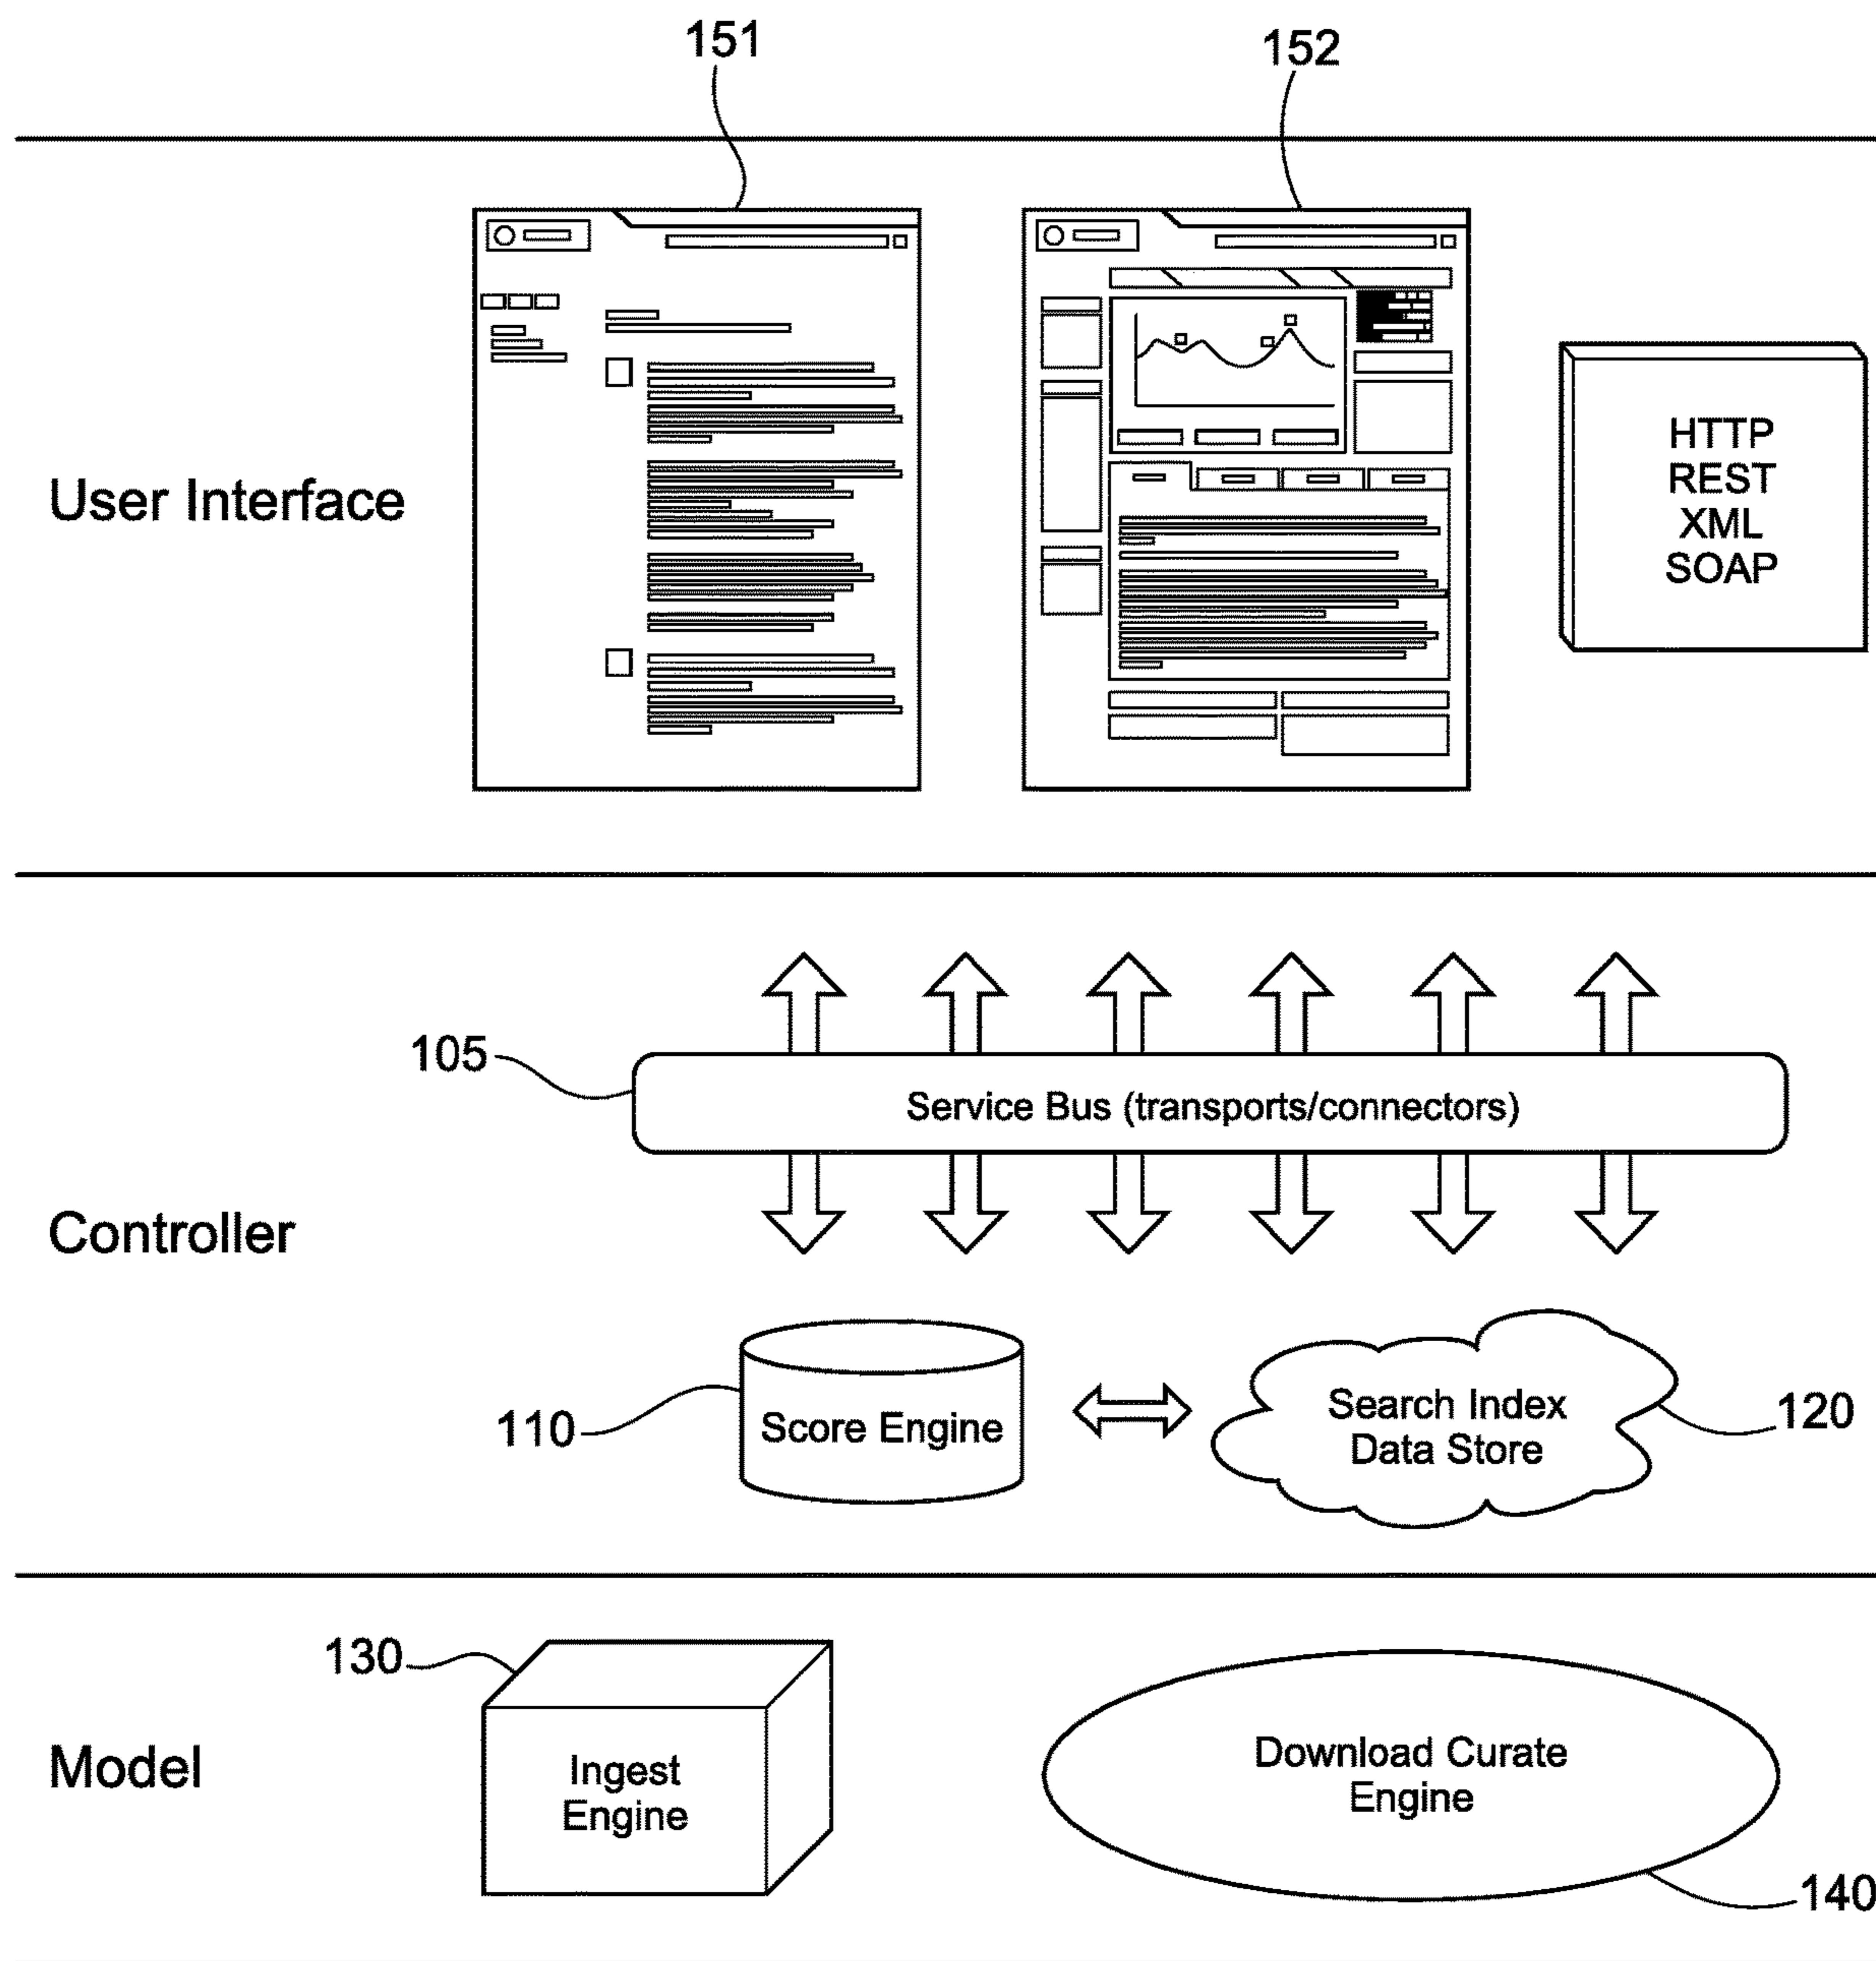 151
152
User Interface
HTTP
REST
XML
SOAP
105
Service Bus (transports/connectors)
Controller
110
Score Engine
Search Index
Data Store
120
130
Model
Ingest
Engine
Download Curate
Engine
140